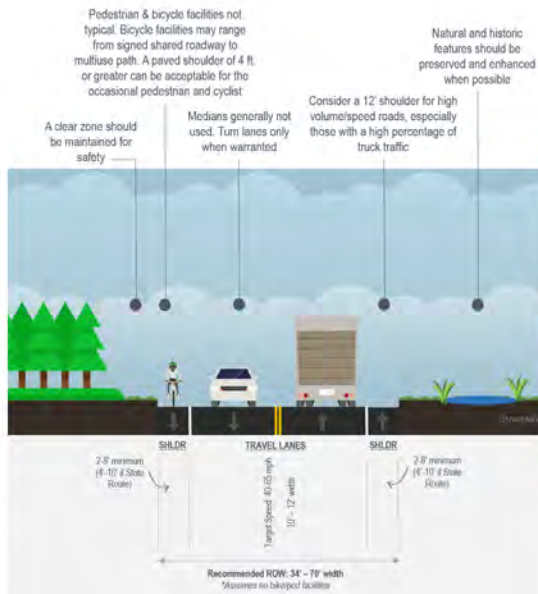 Pedestrian & bicycle facilities not
typical. Bicycle facilities may range
from signed shared roadway to
multiuse path. A paved shoulder of 4 ft.
or greater can be acceptable for the
occasional pedestrian and cyclist
Natural and historic
features should be
preserved and enhanced
when possible
A clear zone should
be maintained for
safety
Medians generally not
used. Turn lanes only
when warranted
Consider a 12' shoulder for high
volume/speed roads, especially
those with a high percentage of
truck traffic
SHLDR
TRAVEL LANES
SHLDR
2-8' minimum
(4'-10' if State
Route)
Target Speed: 40-65 mph
10' – 12' width
2-8' minimum
(4'-10' if State
Route)
Recommended ROW: 34' – 70' width
*Assumes no bike/ped facilities